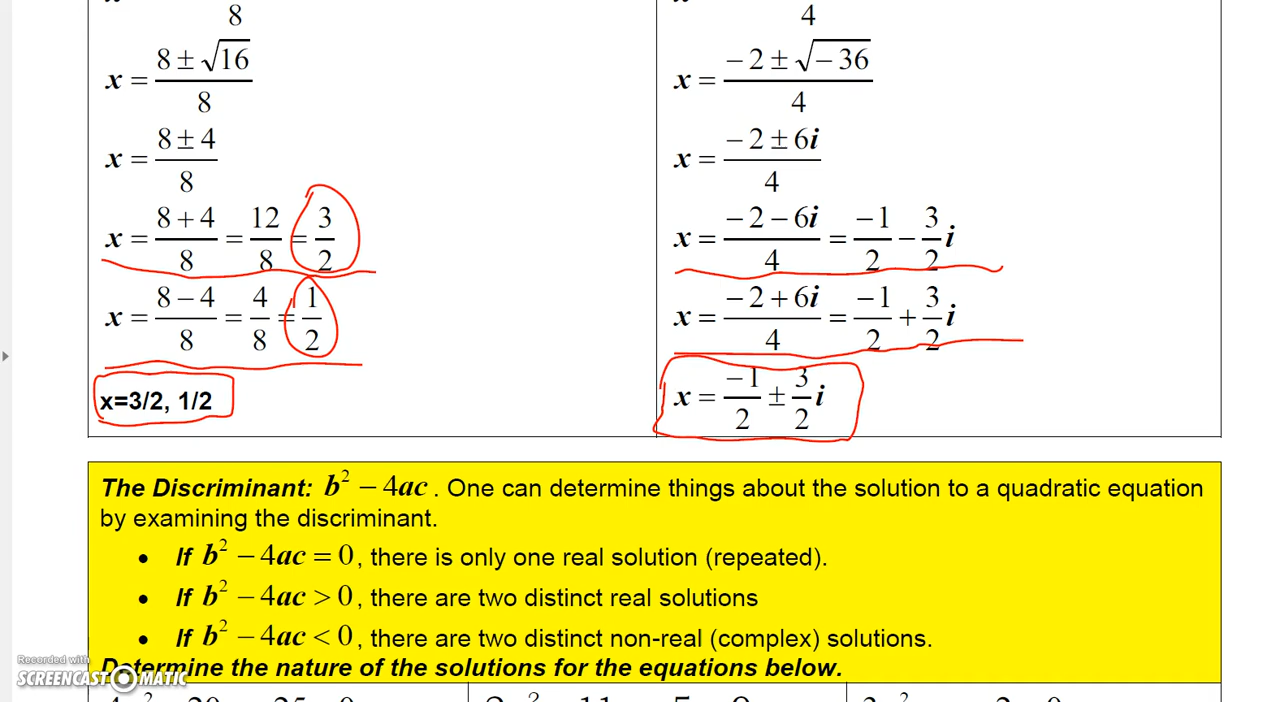 8
x = (8 ± √16)/8
x = (8 ± 4)/8
x = (8 + 4)/8 = 12/8 = 3/2
x = (8 − 4)/8 = 4/8 = 1/2
x=3/2, 1/2
4
x = (−2 ± √−36)/4
x = (−2 ± 6i)/4
x = (−2 − 6i)/4 = −1/2 − 3/2 i
x = (−2 + 6i)/4 = −1/2 + 3/2 i
x = −1/2 ± 3/2 i
The Discriminant: b² − 4ac . One can determine things about the solution to a quadratic equation
by examining the discriminant.
• If b² − 4ac = 0, there is only one real solution (repeated).
• If b² − 4ac > 0, there are two distinct real solutions
• If b² − 4ac < 0, there are two distinct non-real (complex) solutions.
Determine the nature of the solutions for the equations below.
Recorded with
SCREENCAST-O-MATIC